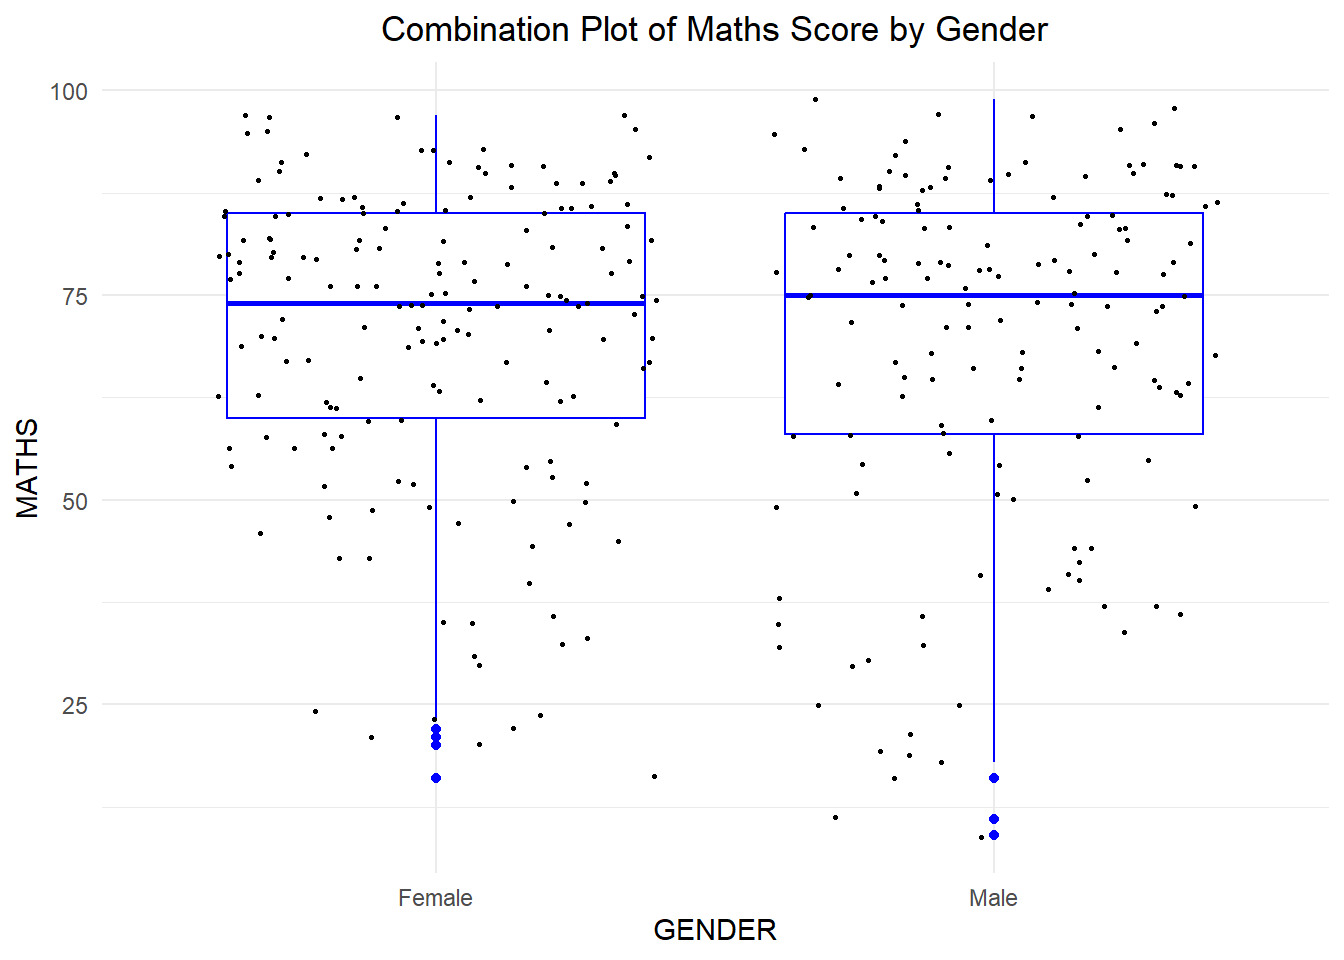 Combination Plot of Maths Score by Gender
100
75
50
25
MATHS
Female Male
GENDER